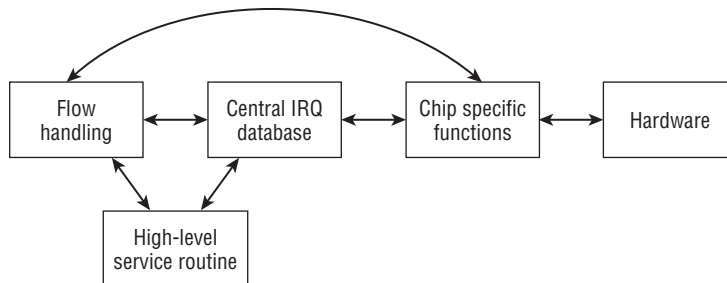 Flow
handling
Central IRQ
database
Chip specific
functions
Hardware
High-level
service routine